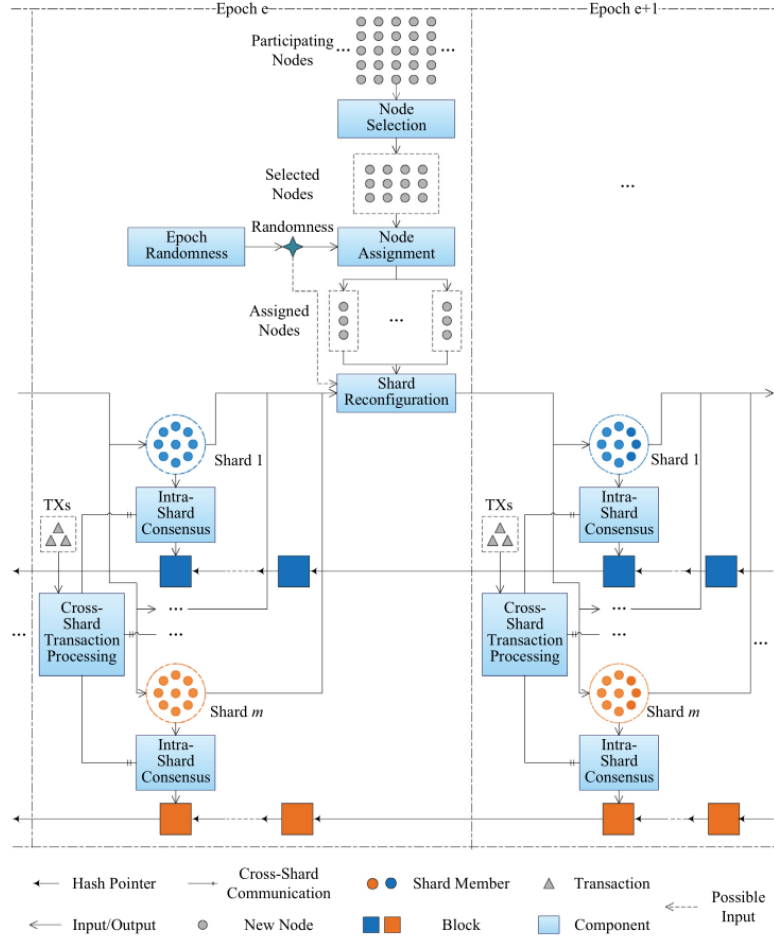 Epoch e
Epoch e+1
Participating
Nodes
...
...
Node
Selection
Selected
Nodes
...
Randomness
Epoch
Randomness
Node
Assignment
Assigned
Nodes
...
Shard
Reconfiguration
Shard 1
Shard 1
TXs
Intra-
Shard
Consensus
TXs
Intra-
Shard
Consensus
...
Cross-
Shard
Transaction
Processing
...
...
Cross-
Shard
Transaction
Processing
...
...
...
Shard m
Shard m
Intra-
Shard
Consensus
Intra-
Shard
Consensus
Hash Pointer
Cross-Shard
Communication
Shard Member
Transaction
Possible
Input
Input/Output
New Node
Block
Component